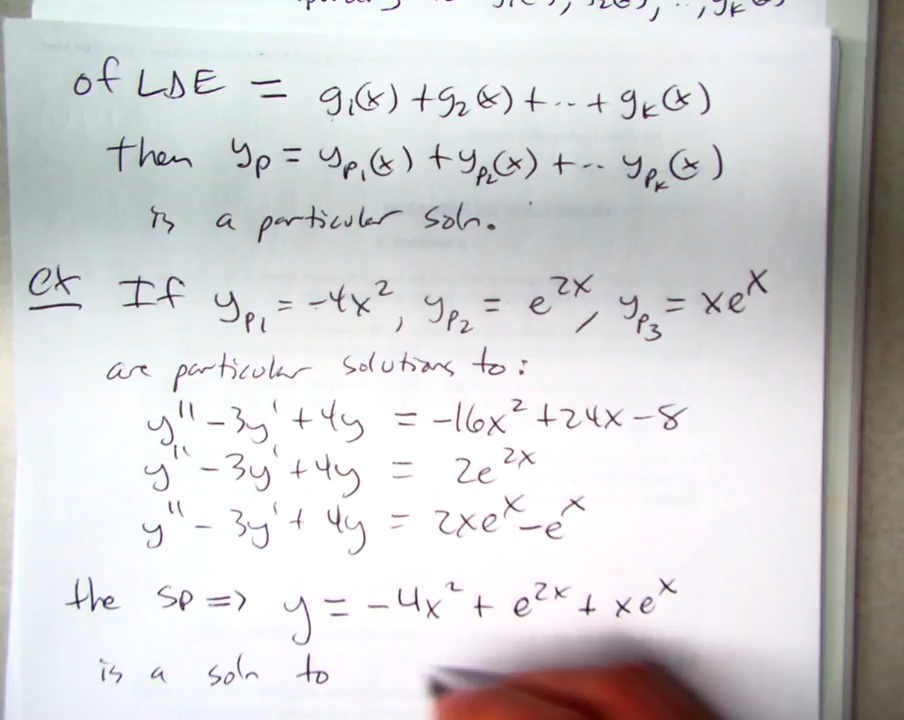 of LDE = g₁(x) + g₂(x) + ·· + gₖ(x)
then yₚ = yₚ₁(x) + yₚ₂(x) + ·· yₚₖ(x)
is a particular soln.
ex If yₚ₁ = -4x², yₚ₂ = e²ˣ, yₚ₃ = xeˣ
are particular solutions to:
y'' - 3y' + 4y = -16x² + 24x - 8
y'' - 3y' + 4y = 2e²ˣ
y'' - 3y' + 4y = 2xeˣ - eˣ
the SP => y = -4x² + e²ˣ + xeˣ
is a soln to